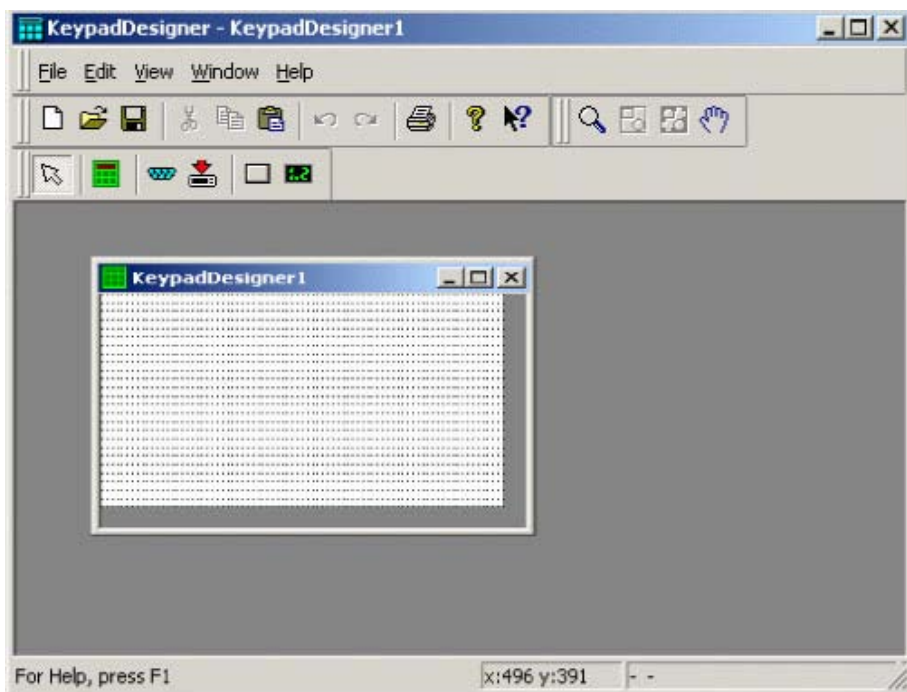 KeypadDesigner - KeypadDesigner1
File Edit View Window Help
KeypadDesigner1
For Help, press F1
x:496 y:391
- -